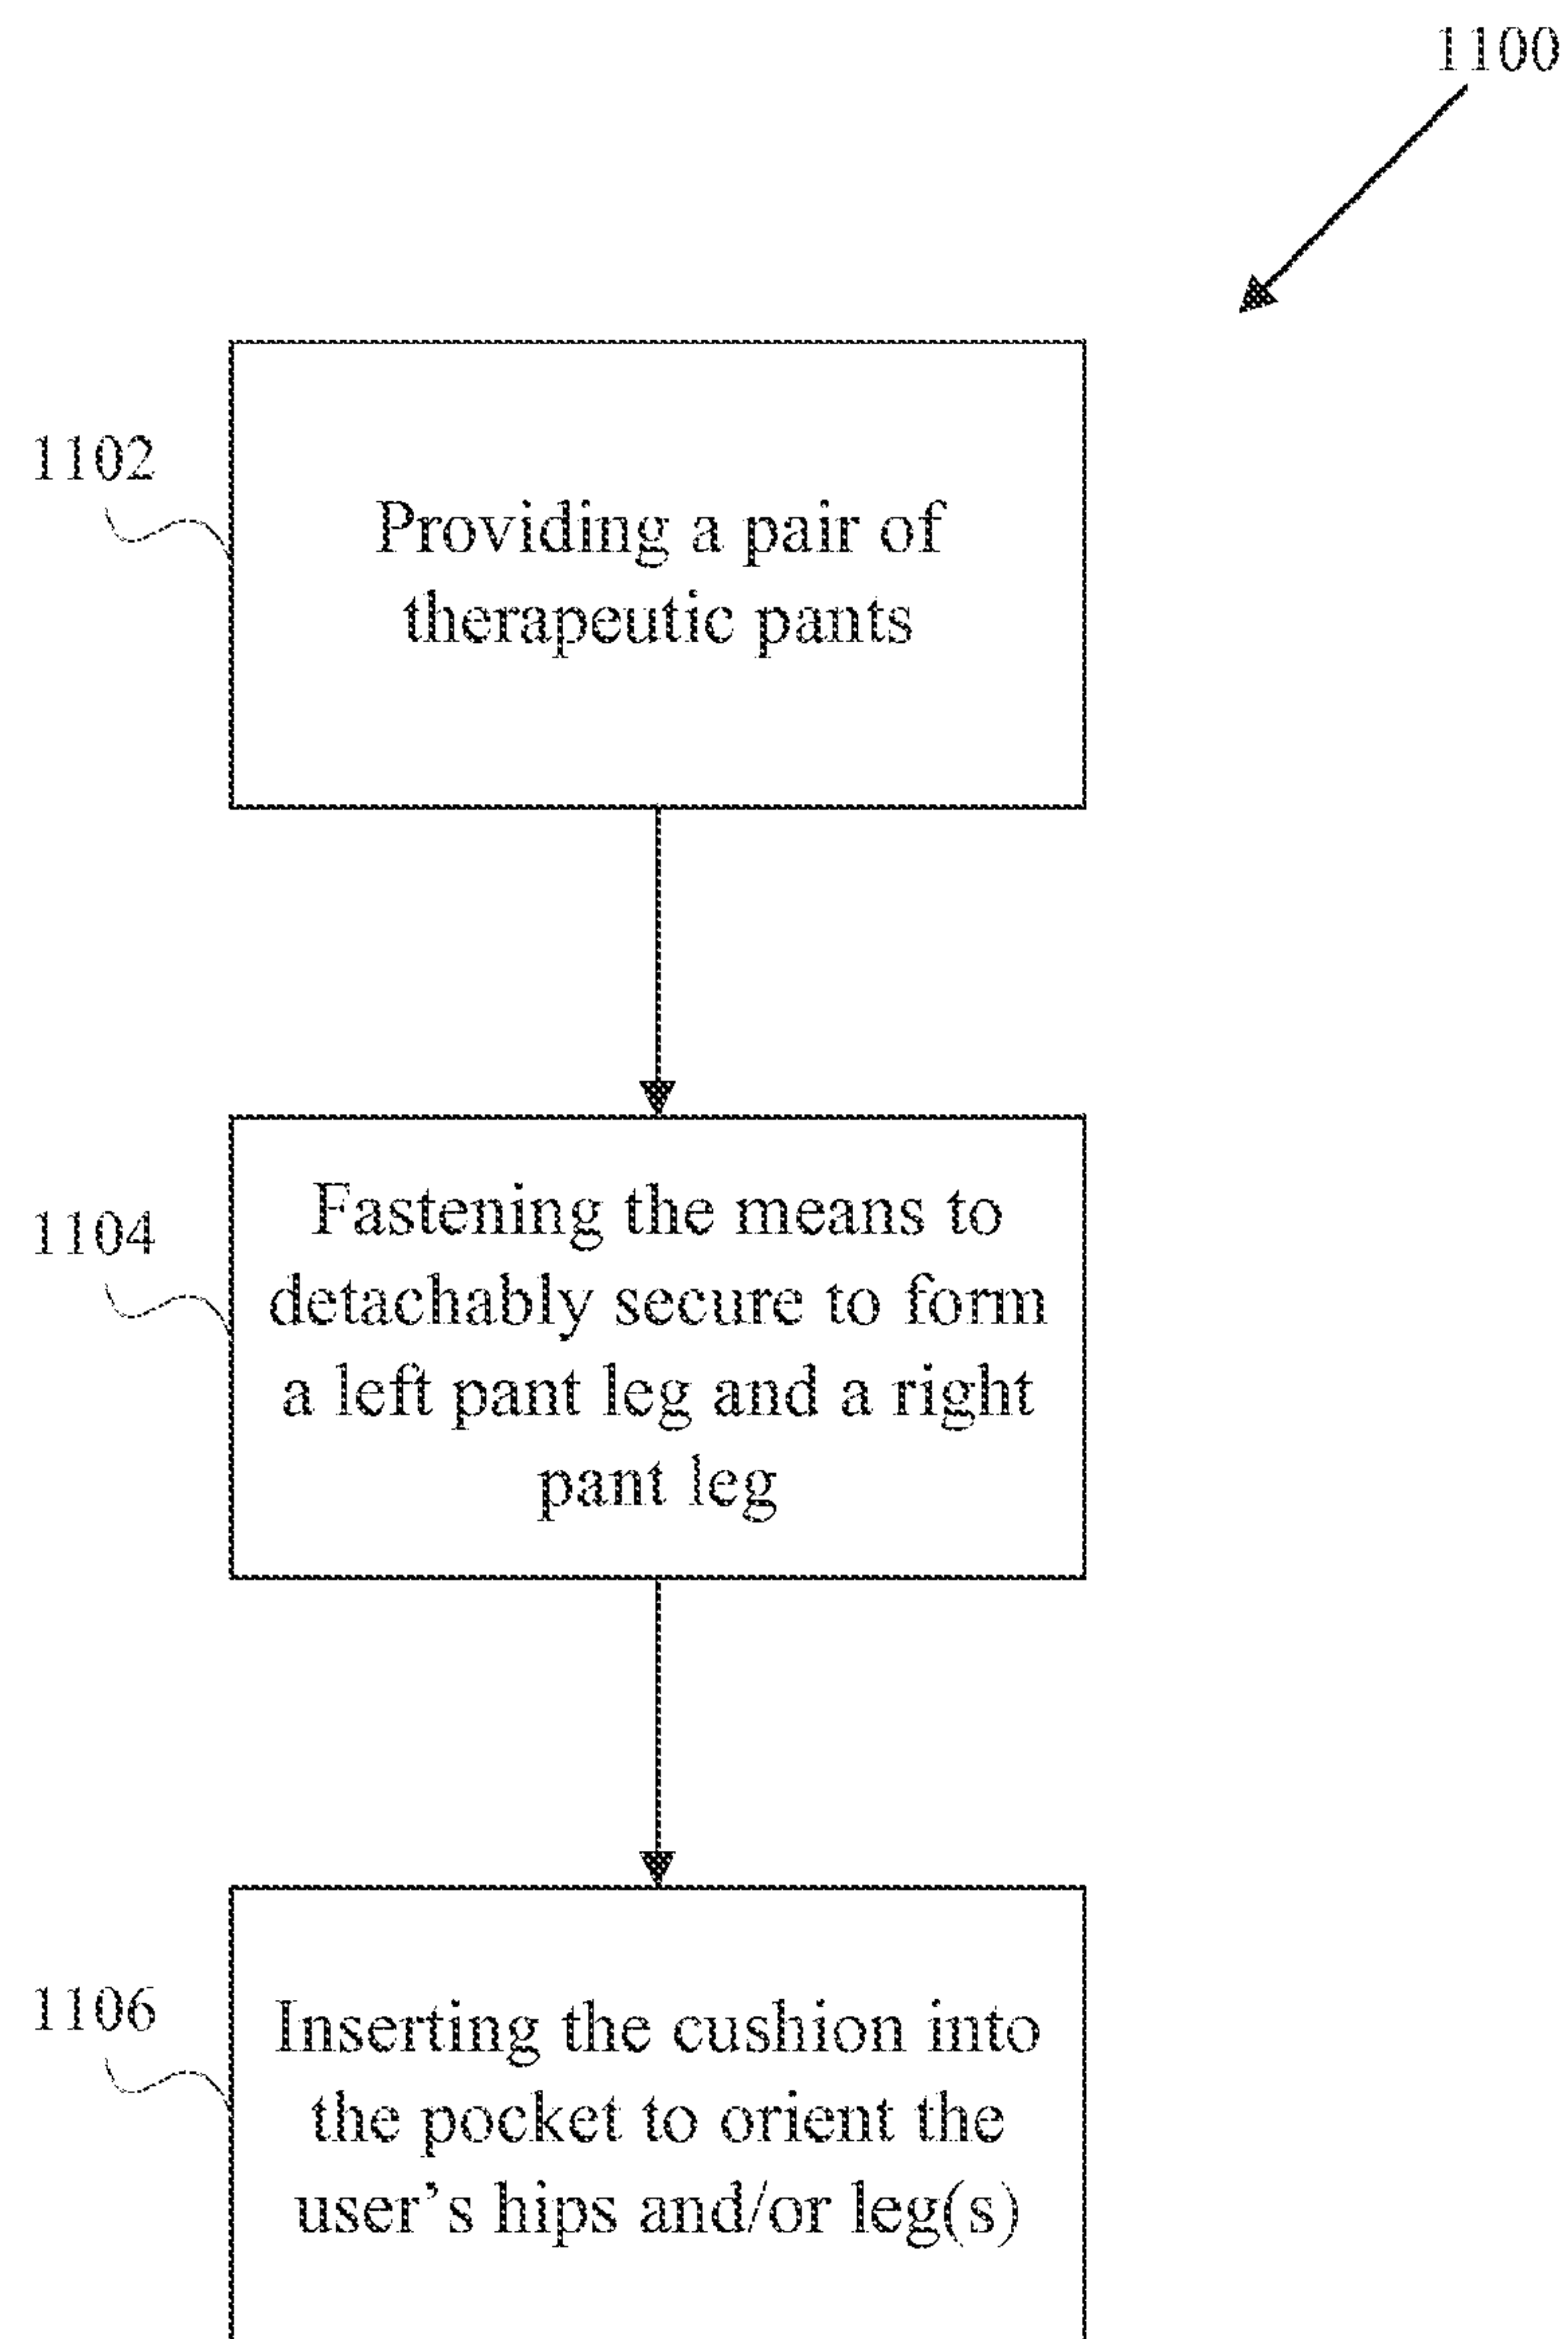 1100
1102
Providing a pair of
therapeutic pants
1104
Fastening the means to
detachably secure to form
a left pant leg and a right
pant leg
1106
Inserting the cushion into
the pocket to orient the
user’s hips and/or leg(s)